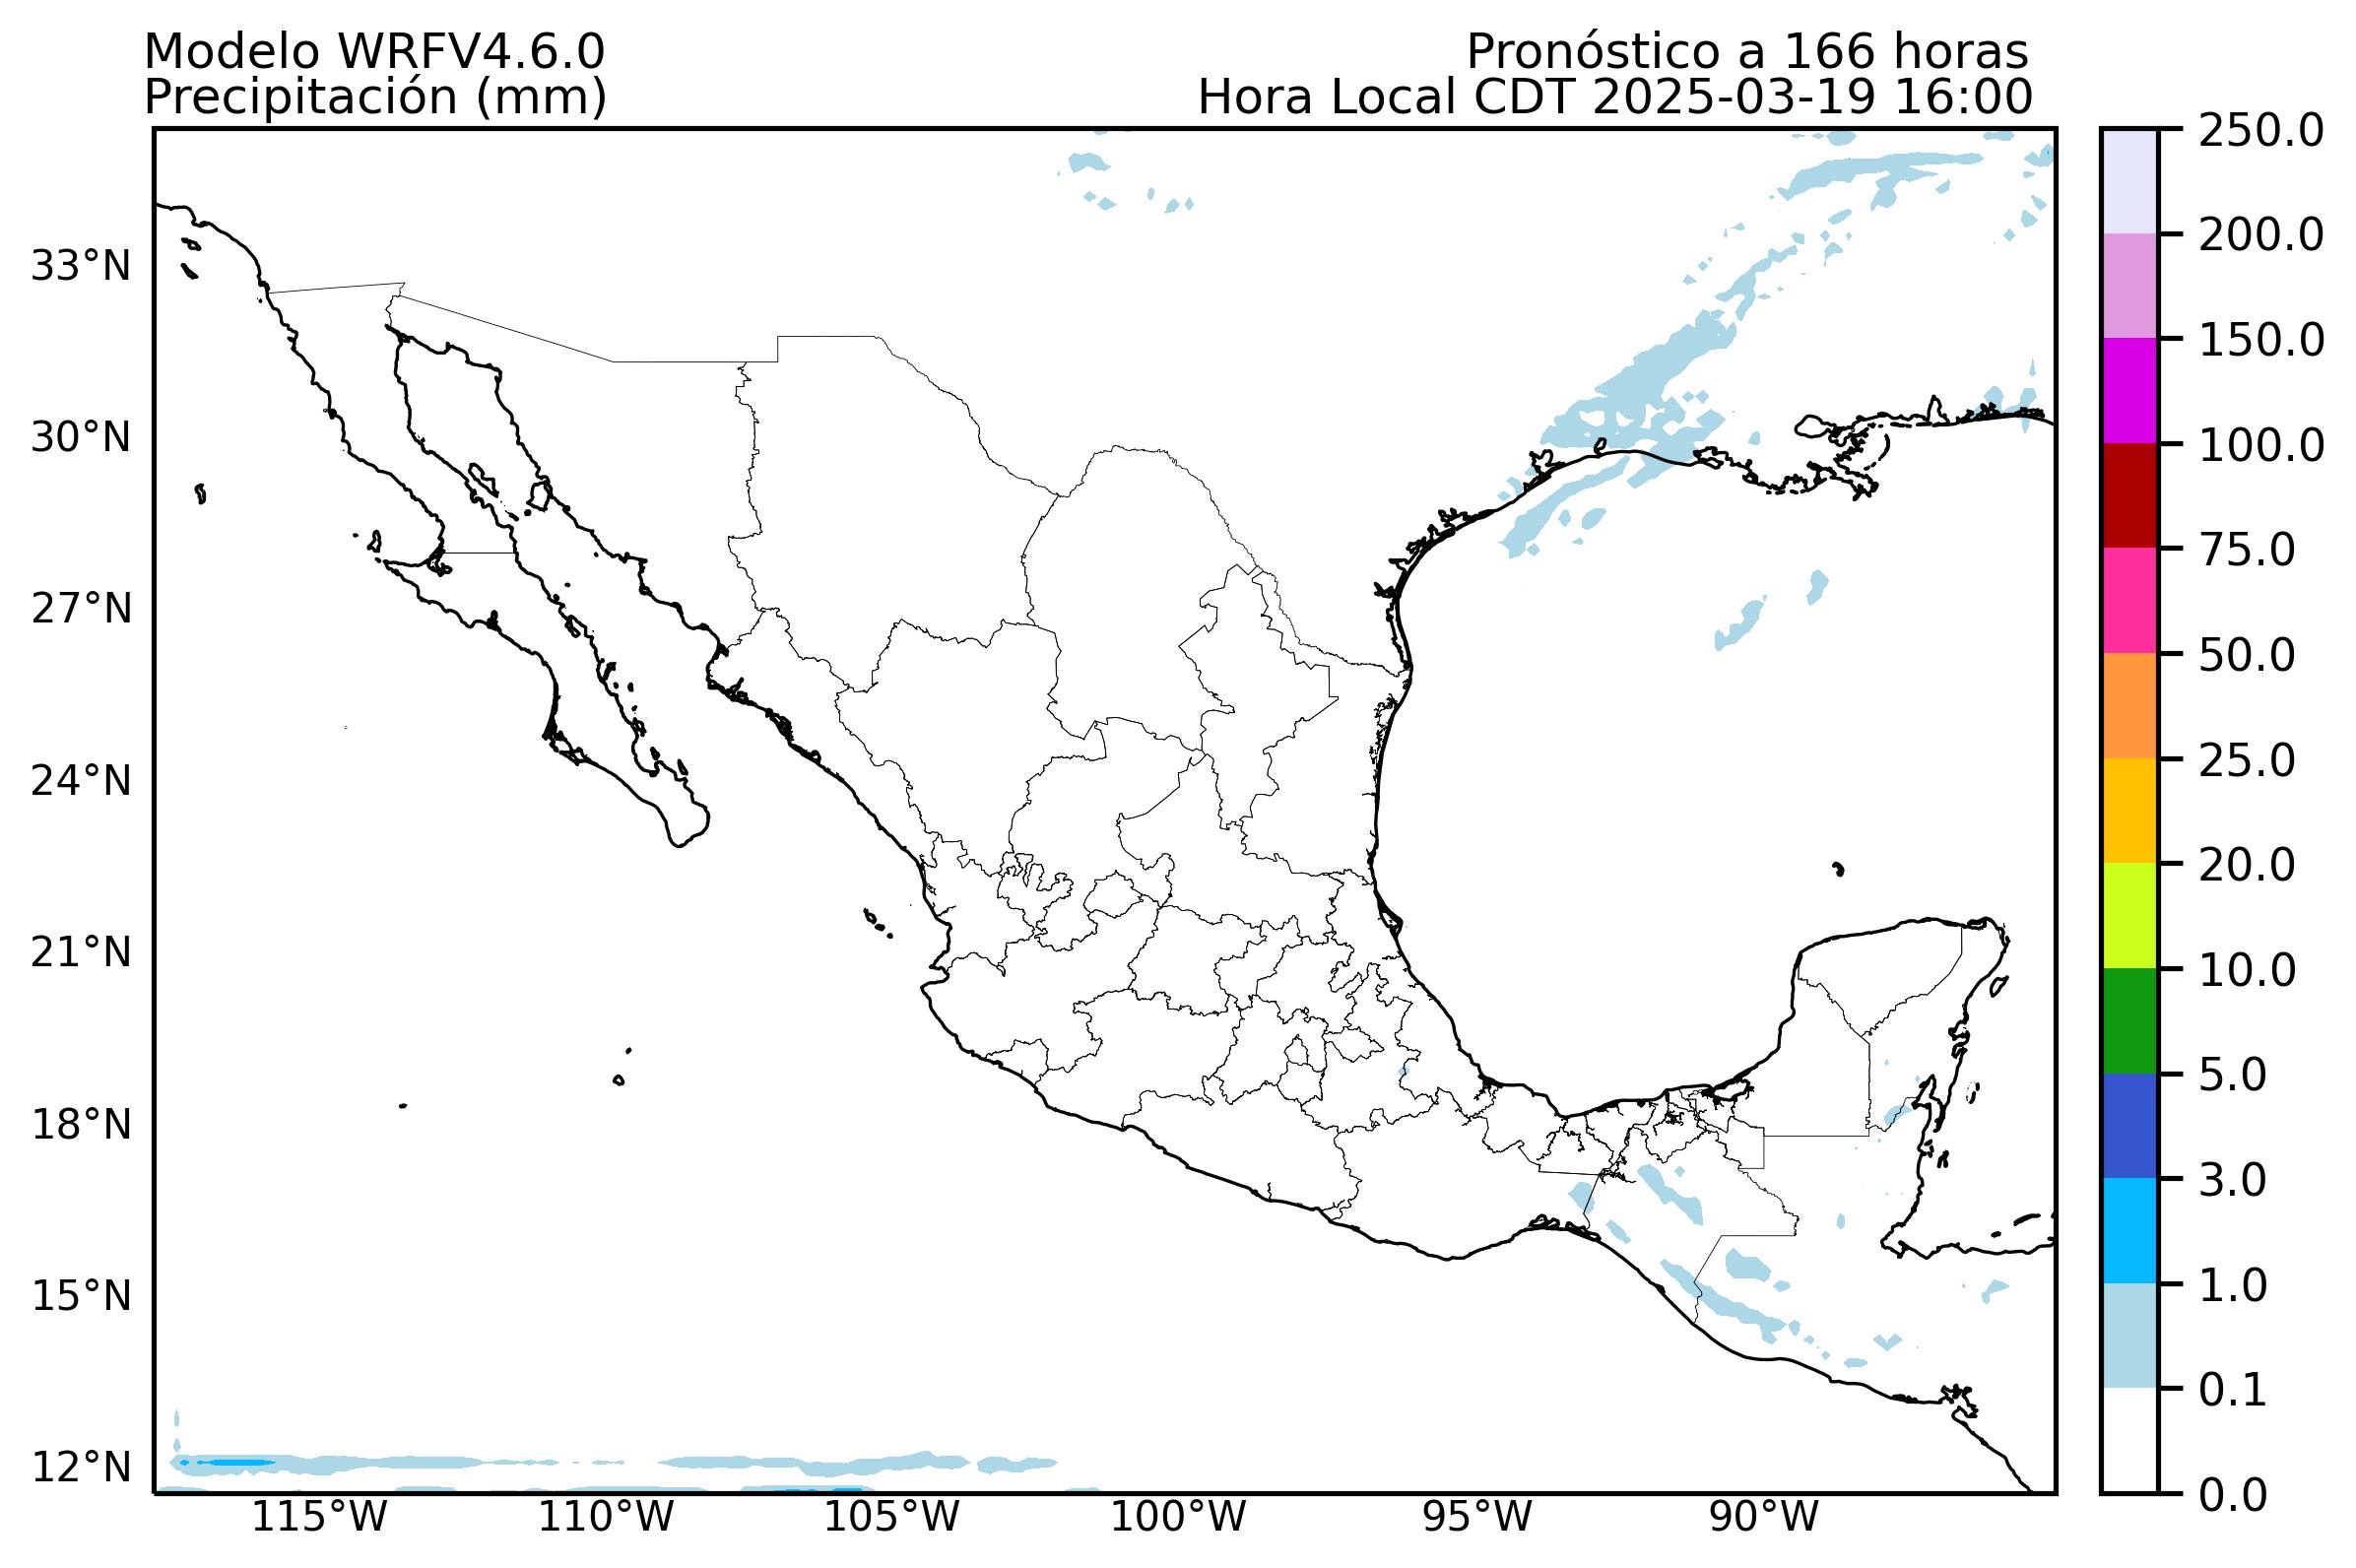 Modelo WRFV4.6.0
Precipitación (mm)
Pronóstico a 166 horas
Hora Local CDT 2025-03-19 16:00
33°N
30°N
27°N
24°N
21°N
18°N
15°N
12°N
115°W
110°W
105°W
100°W
95°W
90°W
250.0
200.0
150.0
100.0
75.0
50.0
25.0
20.0
10.0
5.0
3.0
1.0
0.1
0.0